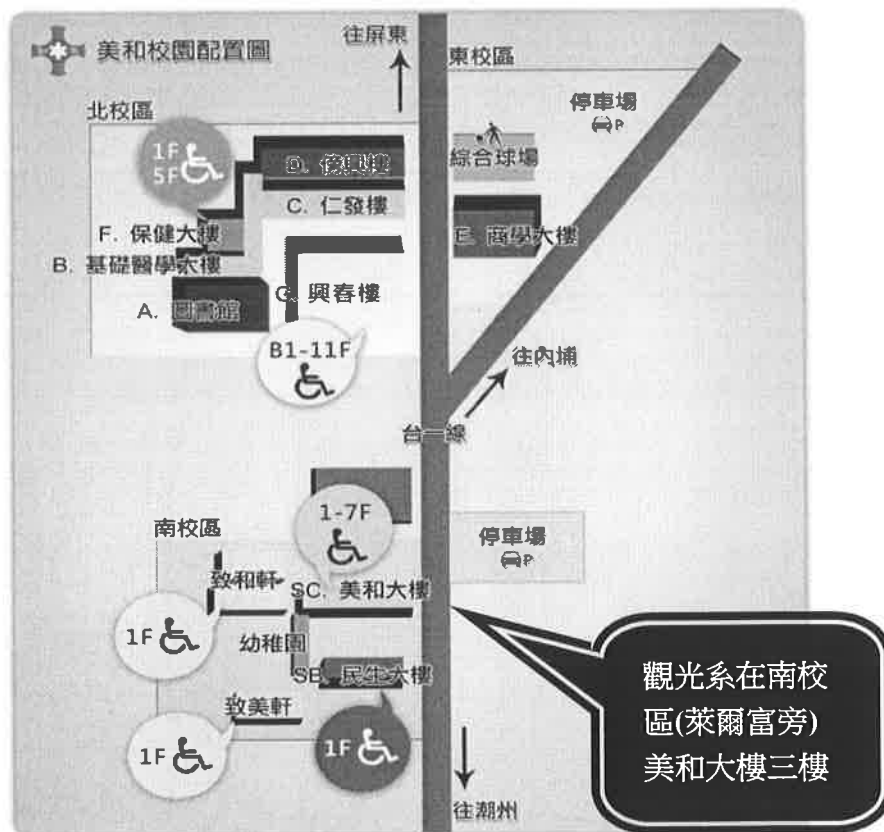 美和校園配置圖
往屏東
東校區
停車場
P
北校區
1F
5F
D. 俊興樓
綜合球場
C. 仁發樓
F. 保健大樓
E. 商學大樓
B. 基礎醫學大樓
A. 圖書館
G. 興春樓
B1-11F
往內埔
台一線
1-7F
南校區
停車場
P
致和軒
SC. 美和大樓
1F
幼稚園
SB. 民生大樓
致美軒
1F
1F
往潮州
觀光系在南校
區(萊爾富旁)
美和大樓三樓